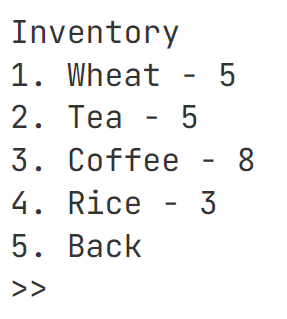 Inventory
1. Wheat - 5
2. Tea - 5
3. Coffee - 8
4. Rice - 3
5. Back
>>